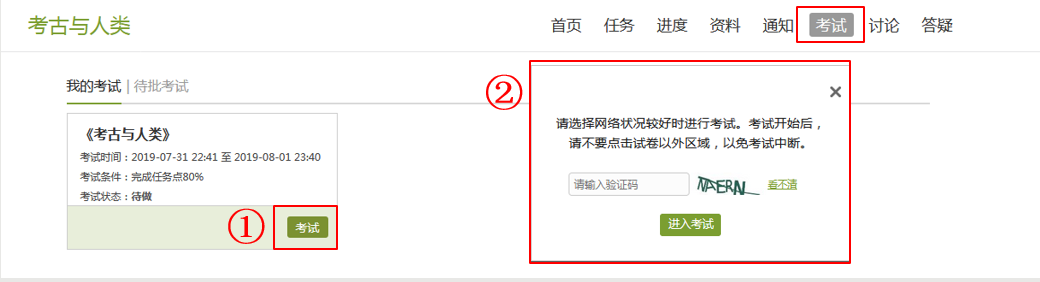 考古与人类
首页 任务 进度 资料 通知 考试 讨论 答疑
我的考试 | 待批考试
《考古与人类》
考试时间：2019-07-31 22:41 至 2019-08-01 23:40
考试条件：完成任务点80%
考试状态：待做
① 考试
②
×
请选择网络状况较好时进行考试。考试开始后，
请不要点击试卷以外区域，以免考试中断。
请输入验证码 NAERN 看不清
进入考试